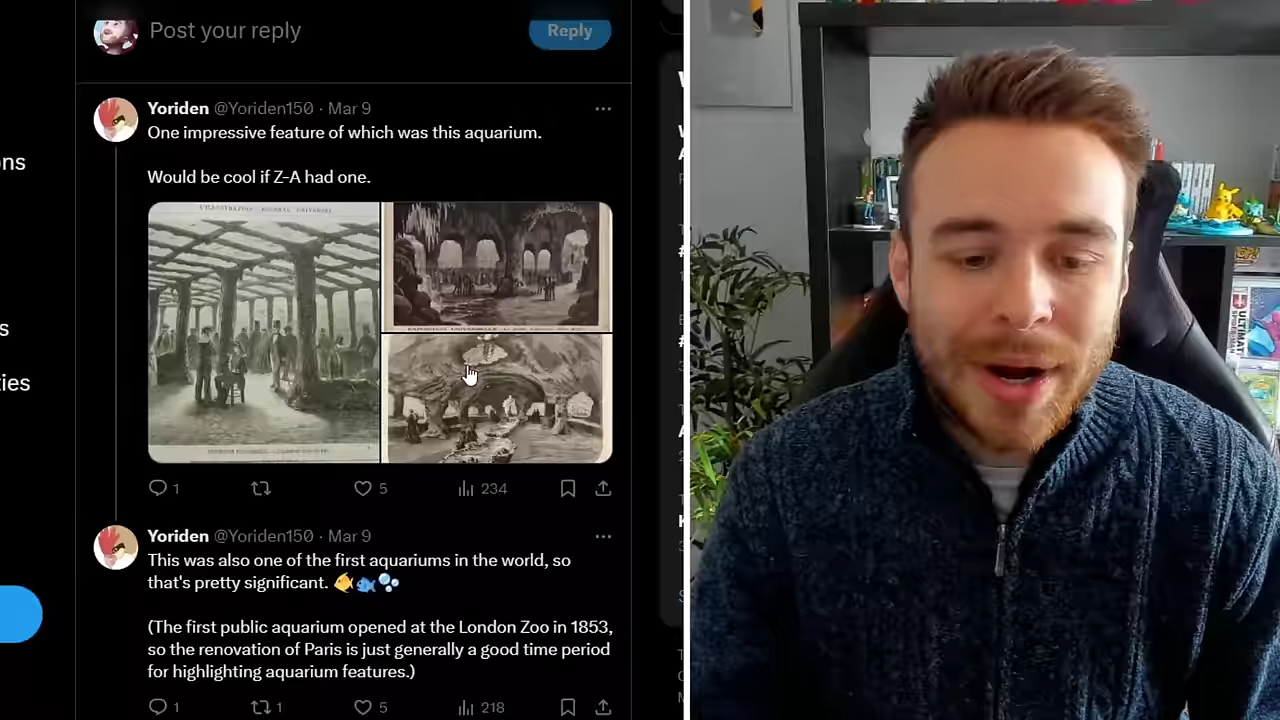 Post your reply
Reply
Yoriden @Yoriden150 · Mar 9
One impressive feature of which was this aquarium.
Would be cool if Z-A had one.
1
5
234
Yoriden @Yoriden150 · Mar 9
This was also one of the first aquariums in the world, so
that's pretty significant. 🐠🐟🫧
(The first public aquarium opened at the London Zoo in 1853,
so the renovation of Paris is just generally a good time period
for highlighting aquarium features.)
1
1
5
218
ons
s
ties
ULTIMAT